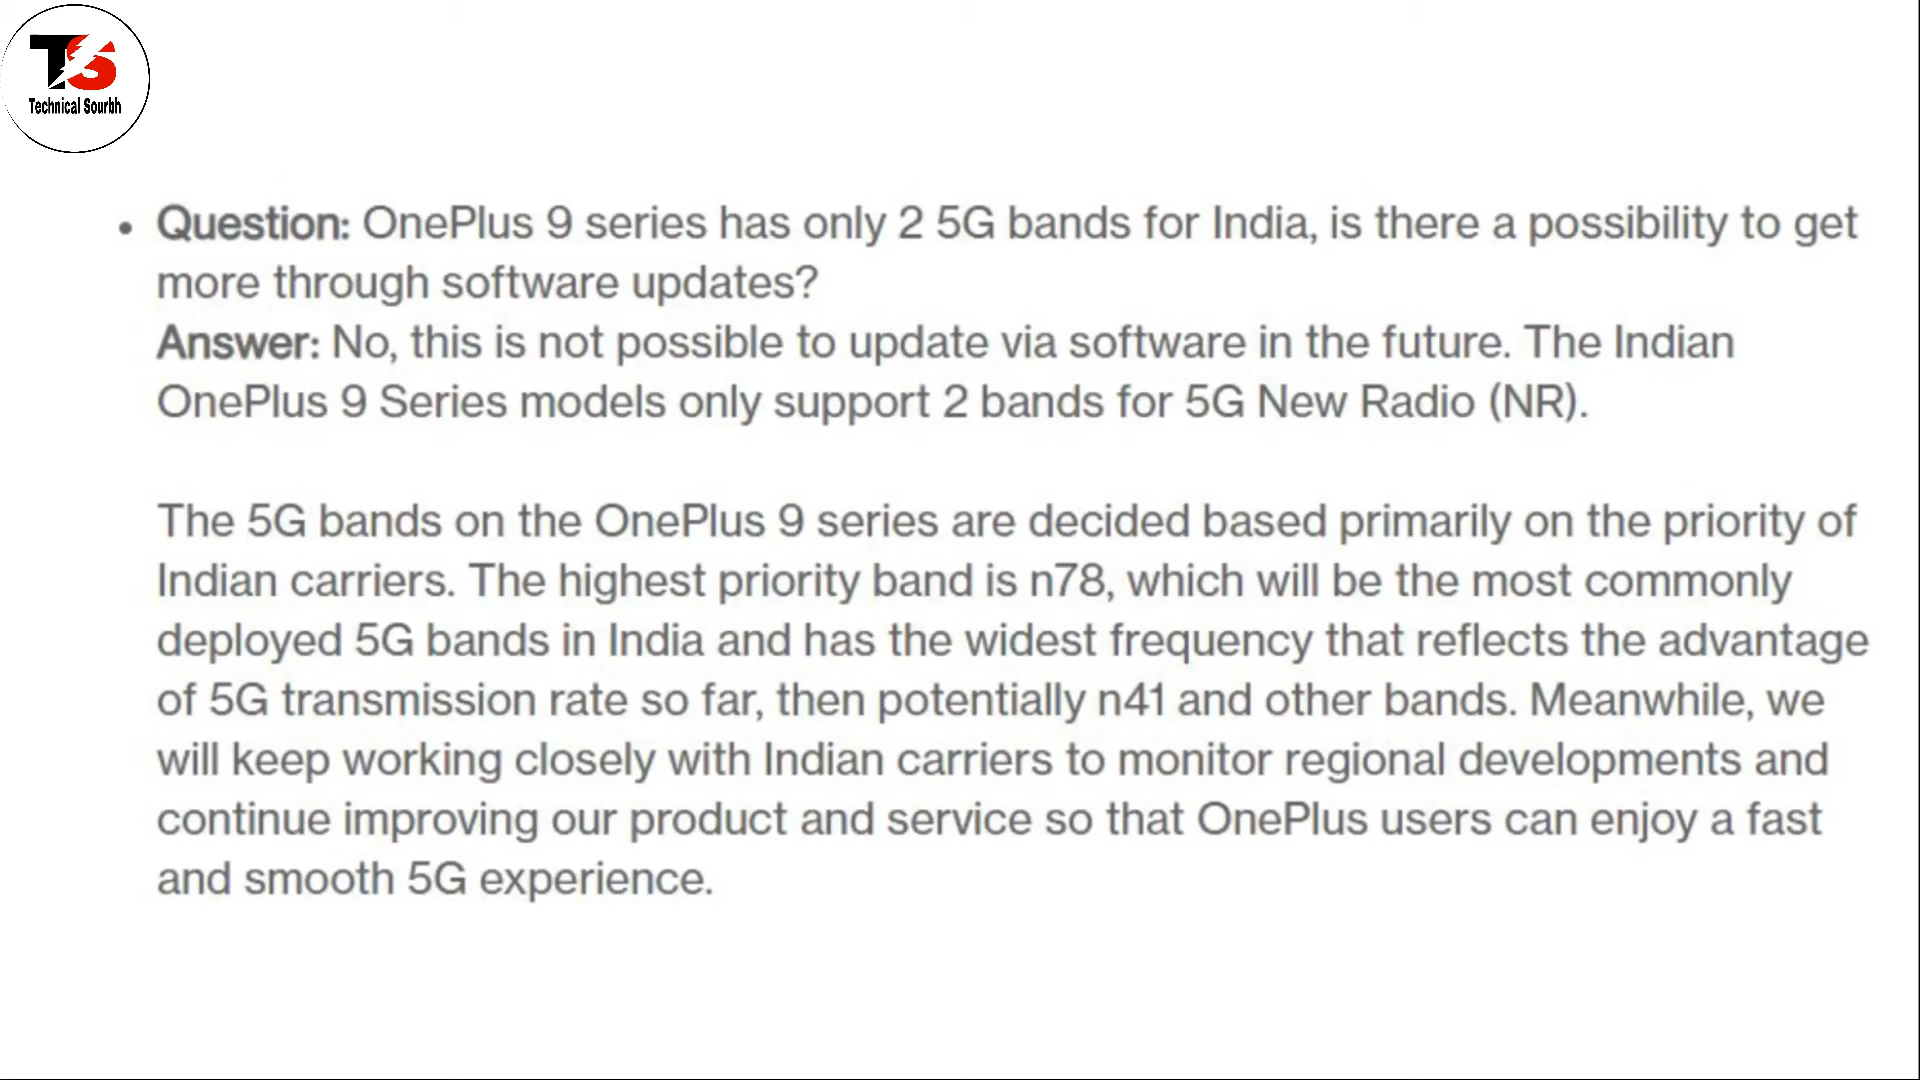 TS
Technical Sourbh
• Question: OnePlus 9 series has only 2 5G bands for India, is there a possibility to get
more through software updates?
Answer: No, this is not possible to update via software in the future. The Indian
OnePlus 9 Series models only support 2 bands for 5G New Radio (NR).
The 5G bands on the OnePlus 9 series are decided based primarily on the priority of
Indian carriers. The highest priority band is n78, which will be the most commonly
deployed 5G bands in India and has the widest frequency that reflects the advantage
of 5G transmission rate so far, then potentially n41 and other bands. Meanwhile, we
will keep working closely with Indian carriers to monitor regional developments and
continue improving our product and service so that OnePlus users can enjoy a fast
and smooth 5G experience.